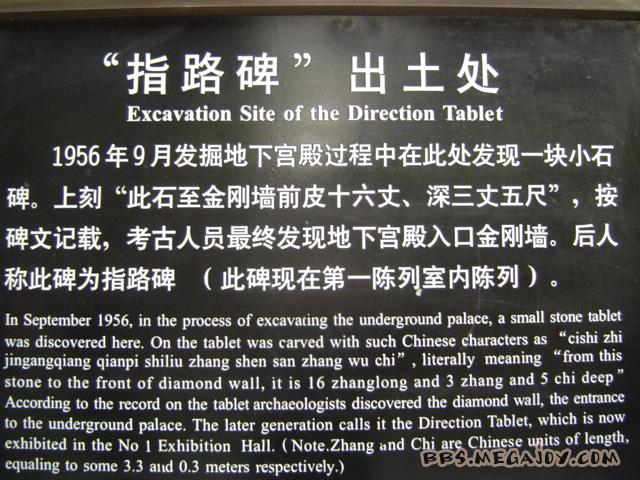 “指路碑”出土处
Excavation Site of the Direction Tablet
1956年9月发掘地下宫殿过程中在此处发现一块小石
碑。上刻“此石至金刚墙前皮十六丈、深三丈五尺”，按
碑文记载，考古人员最终发现地下宫殿入口金刚墙。后人
称此碑为指路碑（此碑现在第一陈列室内陈列）。
In September 1956, in the process of excavating the underground palace, a small stone tablet
was discovered here. On the tablet was carved with such Chinese characters as “cishi zhi
jingangqiang qianpi shiliu zhang shen san zhang wu chi”, literally meaning “from this
stone to the front of diamond wall, it is 16 zhanglong and 3 zhang and 5 chi deep”
According to the record on the tablet archaeologists discovered the diamond wall, the entrance
to the underground palace. The later generation calls it the Direction Tablet, which is now
exhibited in the No 1 Exhibition Hall. (Note.Zhang and Chi are Chinese units of length,
equaling to some 3.3 and 0.3 meters respectively.)
BBS.MEGAJOY.COM